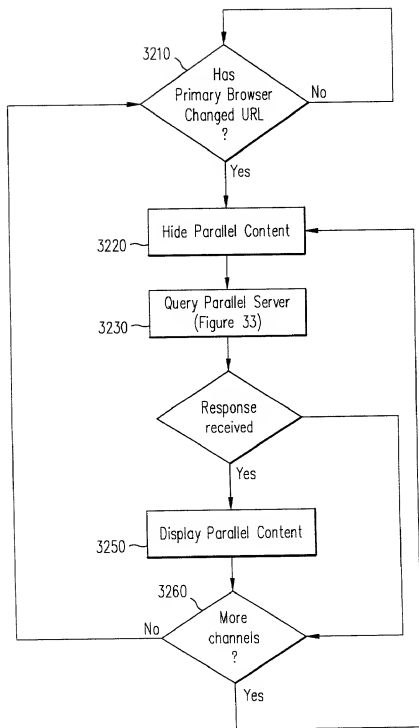 3210
Has
Primary Browser
Changed URL
?
No
Yes
Hide Parallel Content
3220
Query Parallel Server
(Figure 33)
3230
Response
received
Yes
Display Parallel Content
3250
3260
More
channels
?
No
Yes